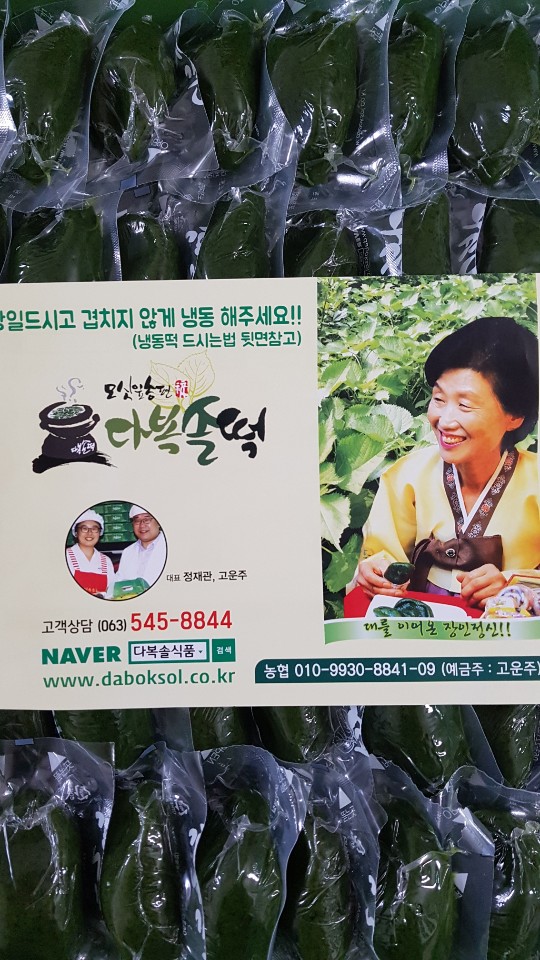 당일드시고 겹치지 않게 냉동 해주세요!!
(냉동떡 드시는법 뒷면참고)
모싯잎송편
다복솔떡
대표 정재관, 고운주
고객상담 (063) 545-8844
NAVER 다복솔식품 검색
www.daboksol.co.kr
대를 이어온 장인정신!!
농협 010-9930-8841-09 (예금주 : 고운주)